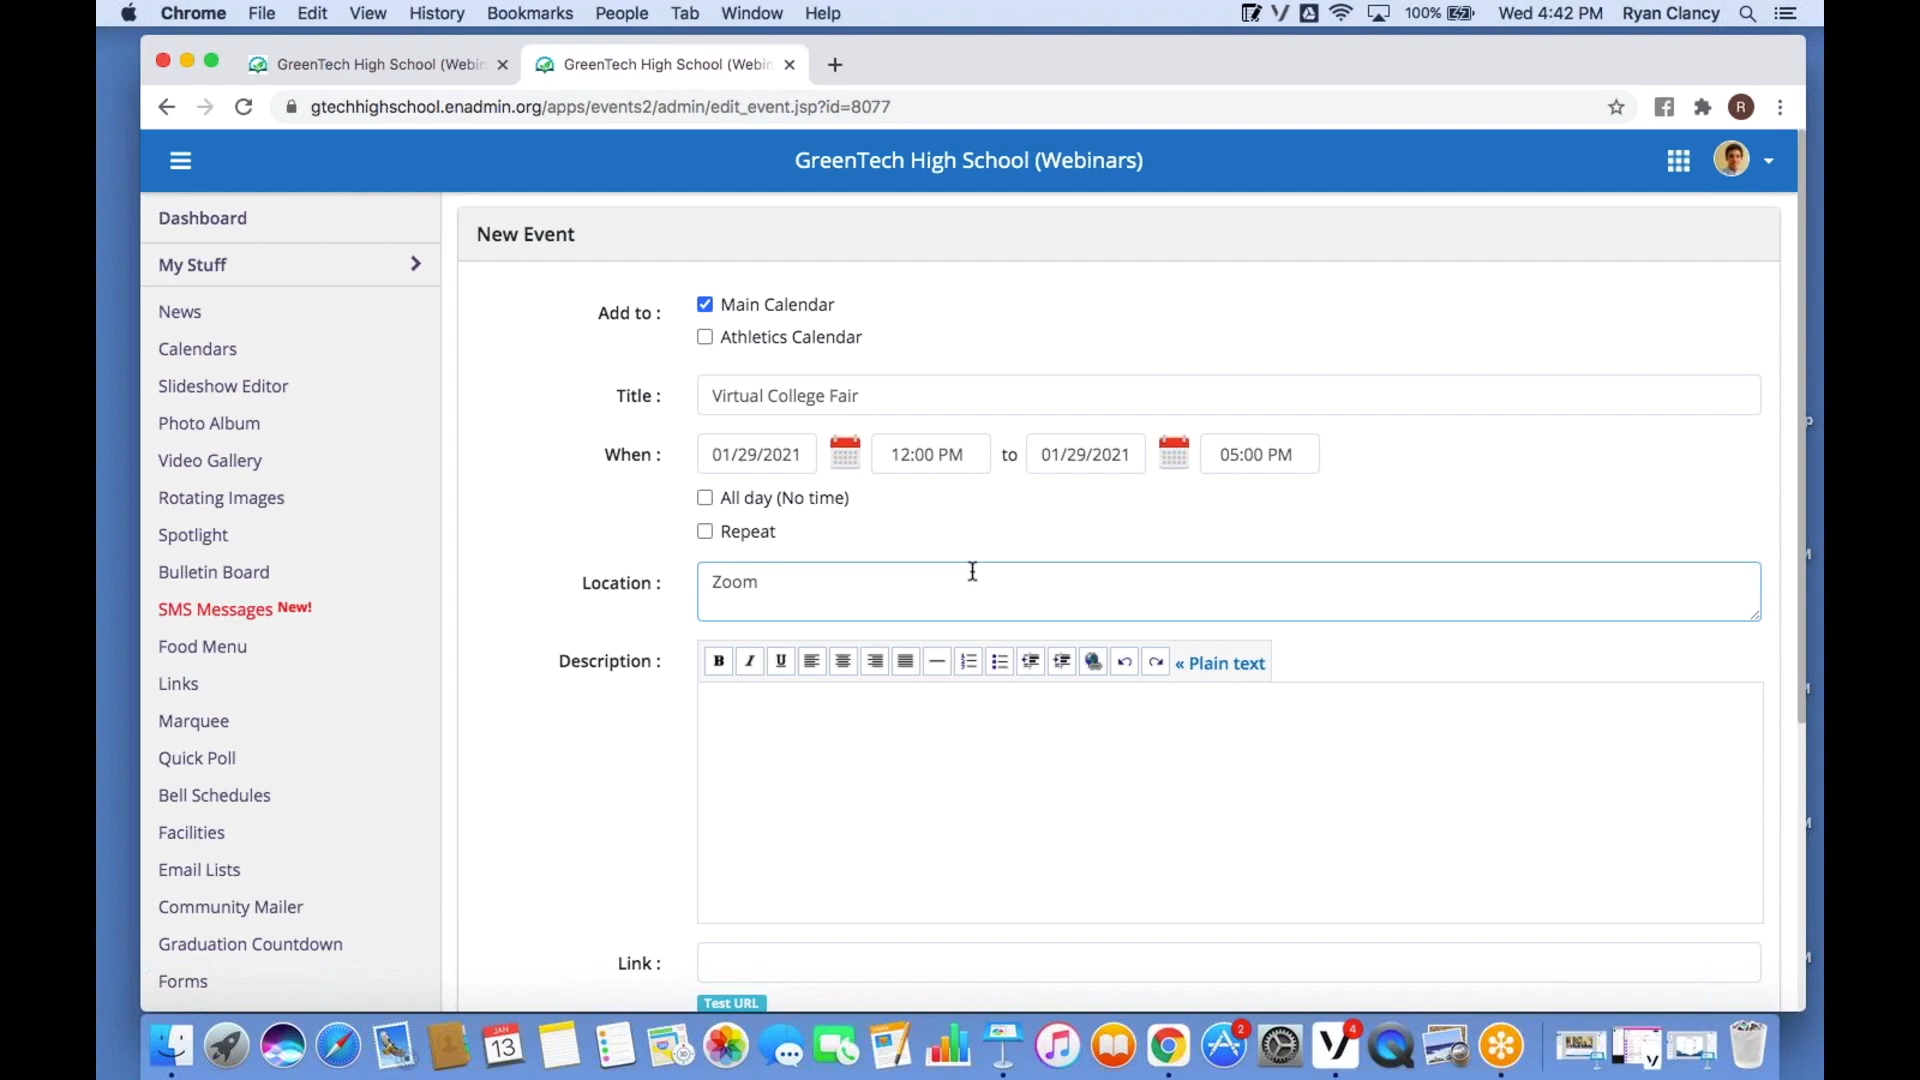 Chrome File Edit View History Bookmarks People Tab Window Help 100% Wed 4:42 PM Ryan Clancy
GreenTech High School (Webin
GreenTech High School (Webin
gtechhighschool.enadmin.org/apps/events2/admin/edit_event.jsp?id=8077
R
GreenTech High School (Webinars)
Dashboard
My Stuff
News
Calendars
Slideshow Editor
Photo Album
Video Gallery
Rotating Images
Spotlight
Bulletin Board
SMS Messages New!
Food Menu
Links
Marquee
Quick Poll
Bell Schedules
Facilities
Email Lists
Community Mailer
Graduation Countdown
Forms
New Event
Add to : Main Calendar
Athletics Calendar
Title : Virtual College Fair
When : 01/29/2021 12:00 PM to 01/29/2021 05:00 PM
All day (No time)
Repeat
Location : Zoom
Description : B I U « Plain text
Link :
Test URL
JAN
13
2
4